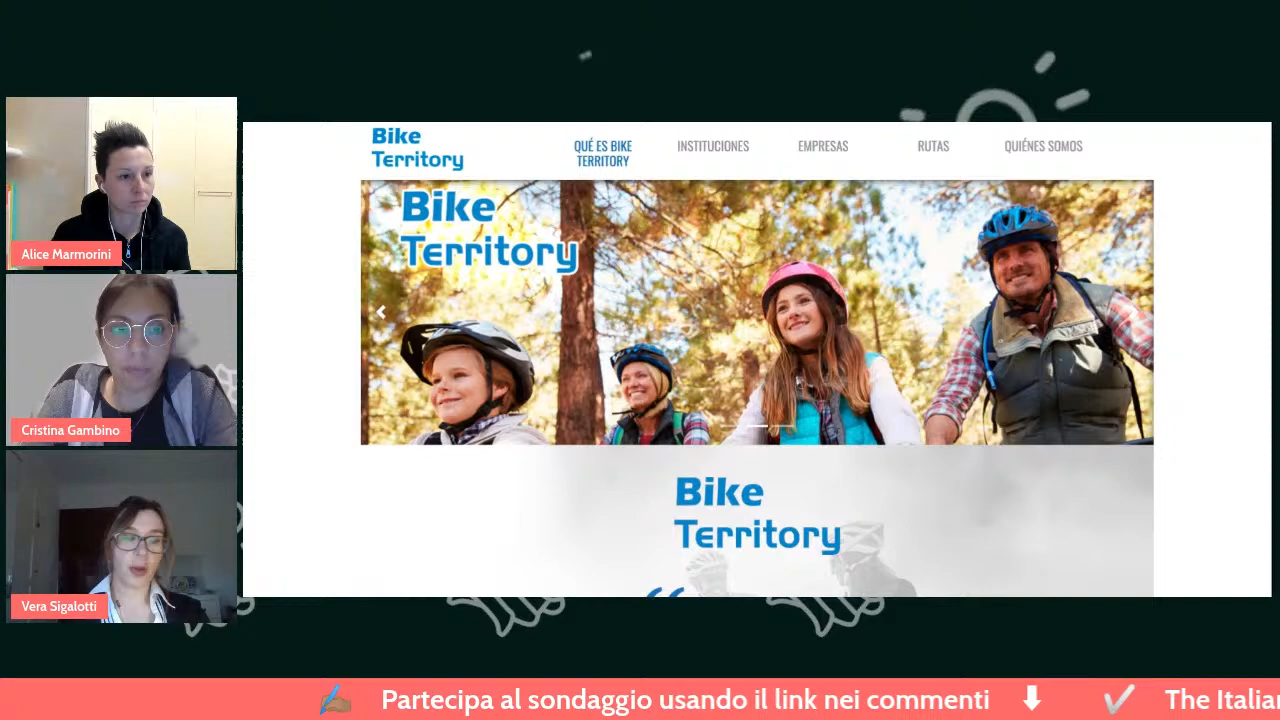 Alice Marmorini
Cristina Gambino
Vera Sigalotti
Bike
Territory
QUÉ ES BIKE
TERRITORY
INSTITUCIONES
EMPRESAS
RUTAS
QUIÉNES SOMOS
Bike
Territory
Bike
Territory
“
Partecipa al sondaggio usando il link nei commenti
The Italia